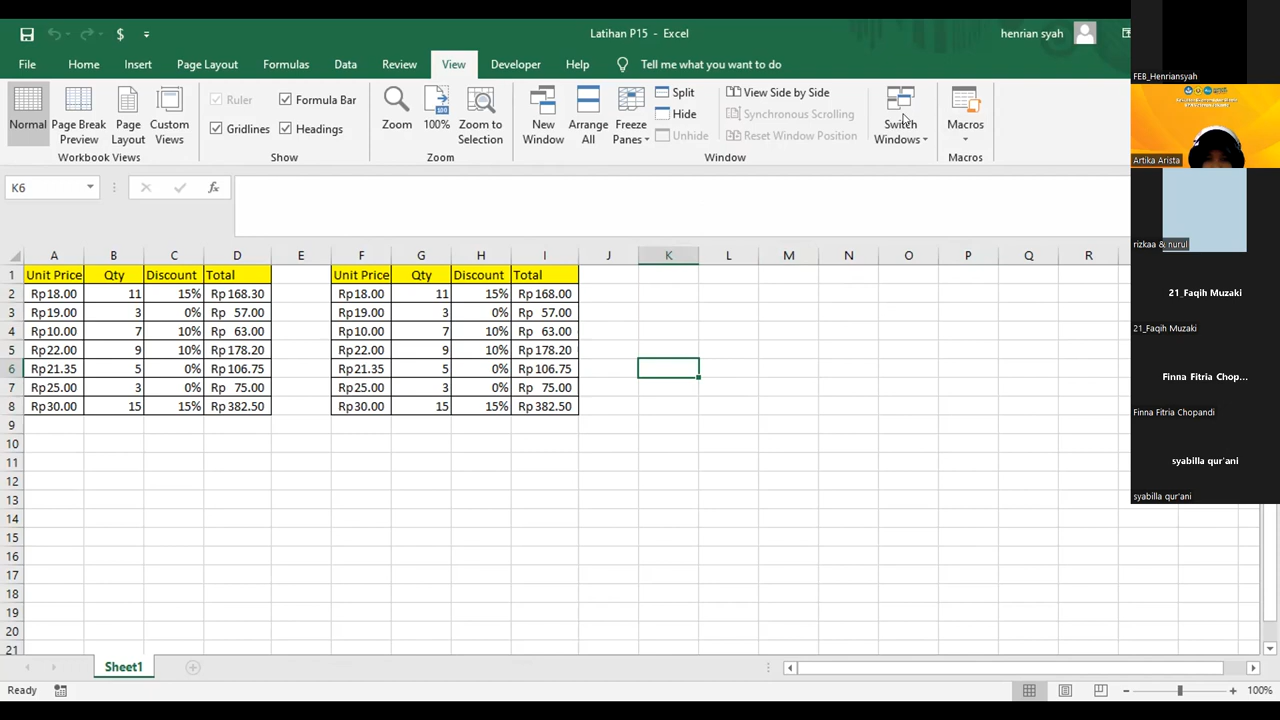 Latihan P15 - Excel
henrian syah
File Home Insert Page Layout Formulas Data Review View Developer Help Tell me what you want to do
Normal
Page Break Preview
Page Layout
Custom Views
Workbook Views
Ruler
Formula Bar
Gridlines
Headings
Show
Zoom
100%
Zoom to Selection
Zoom
New Window
Arrange All
Freeze Panes
Split
Hide
Unhide
View Side by Side
Synchronous Scrolling
Reset Window Position
Switch Windows
Window
Macros
Macros
K6
fx
A B C D E F G H I J K L M N O P Q R
1 Unit Price Qty Discount Total Unit Price Qty Discount Total
2 Rp18.00 11 15% Rp 168.30 Rp18.00 11 15% Rp 168.00
3 Rp19.00 3 0% Rp 57.00 Rp19.00 3 0% Rp 57.00
4 Rp10.00 7 10% Rp 63.00 Rp10.00 7 10% Rp 63.00
5 Rp22.00 9 10% Rp 178.20 Rp22.00 9 10% Rp 178.20
6 Rp21.35 5 0% Rp 106.75 Rp21.35 5 0% Rp 106.75
7 Rp25.00 3 0% Rp 75.00 Rp25.00 3 0% Rp 75.00
8 Rp30.00 15 15% Rp 382.50 Rp30.00 15 15% Rp 382.50
9
10
11
12
13
14
15
16
17
18
19
20
21
Sheet1
Ready
100%
FEB_Henriansyah
Artika Arista
rizkaa & nurul
21_Faqih Muzaki
21_Faqih Muzaki
Finna Fitria Chop...
Finna Fitria Chopandi
syabilla qur'ani
syabilla qur'ani